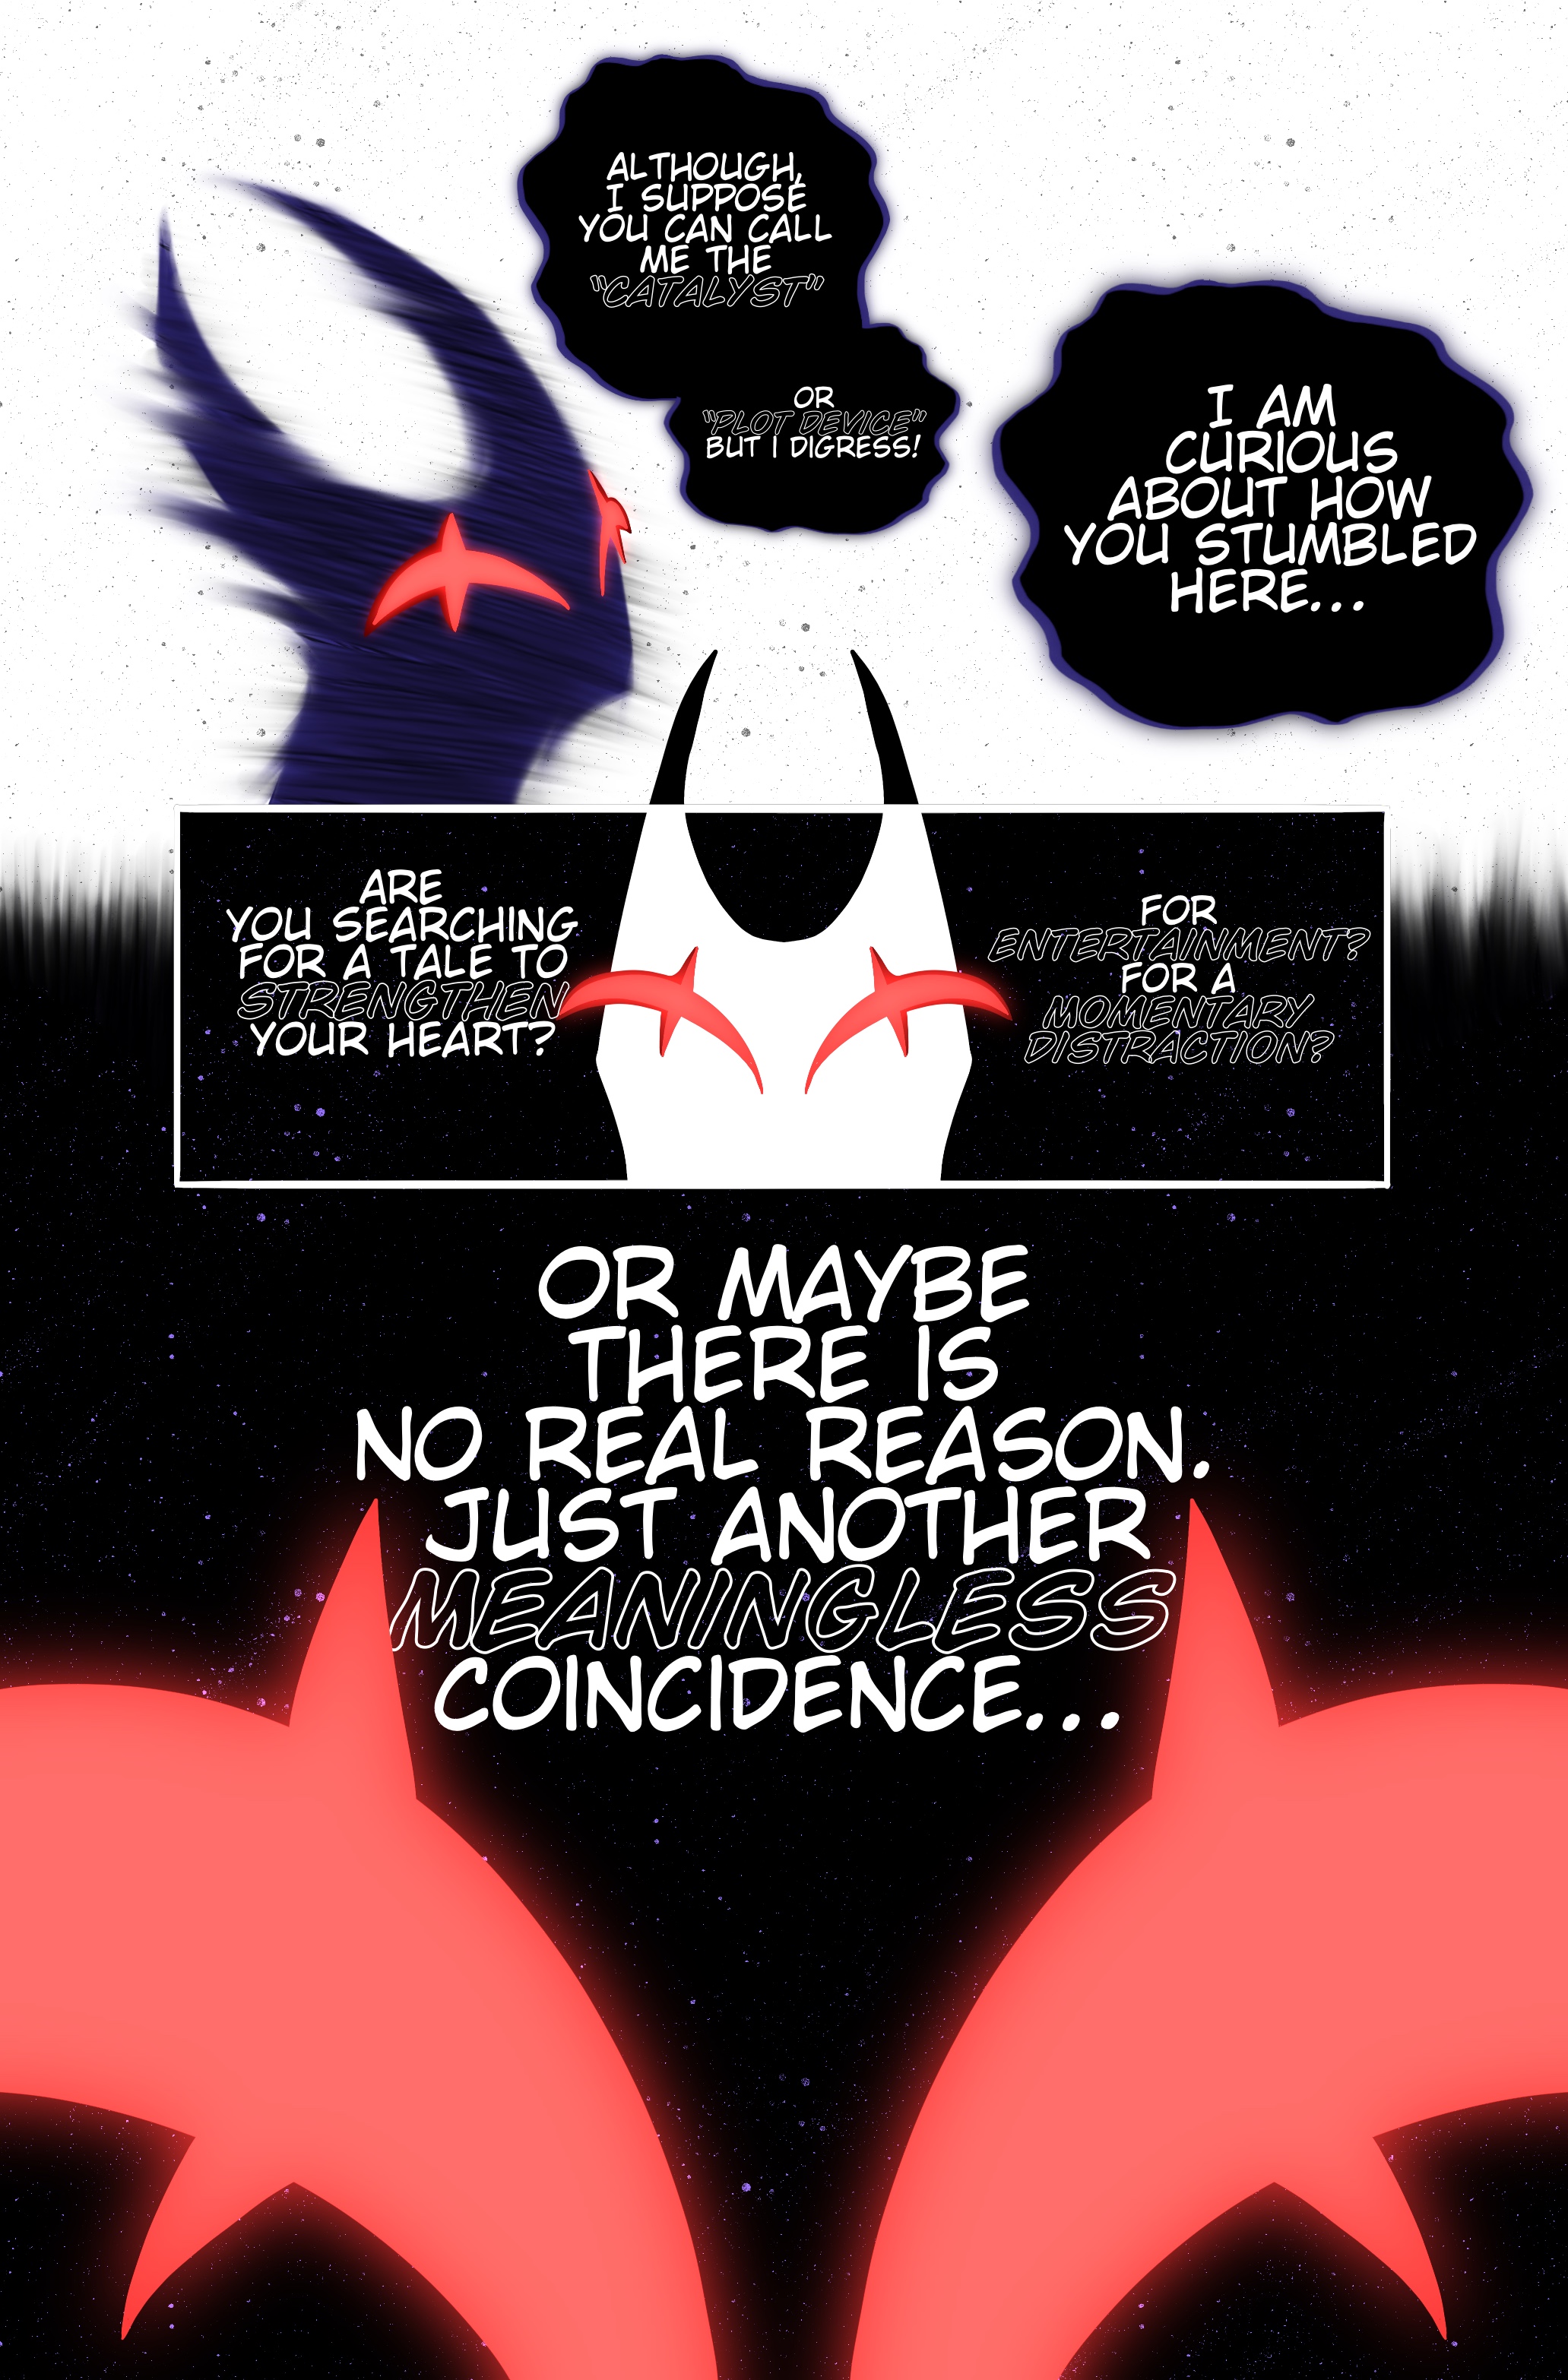 ALTHOUGH,
I SUPPOSE
YOU CAN CALL
ME THE
"CATALYST"
OR
"PLOT DEVICE"
BUT I DIGRESS!
I AM
CURIOUS
ABOUT HOW
YOU STUMBLED
HERE...
ARE
YOU SEARCHING
FOR A TALE TO
STRENGTHEN
YOUR HEART?
FOR
ENTERTAINMENT?
FOR A
MOMENTARY
DISTRACTION?
OR MAYBE
THERE IS
NO REAL REASON.
JUST ANOTHER
MEANINGLESS
COINCIDENCE...